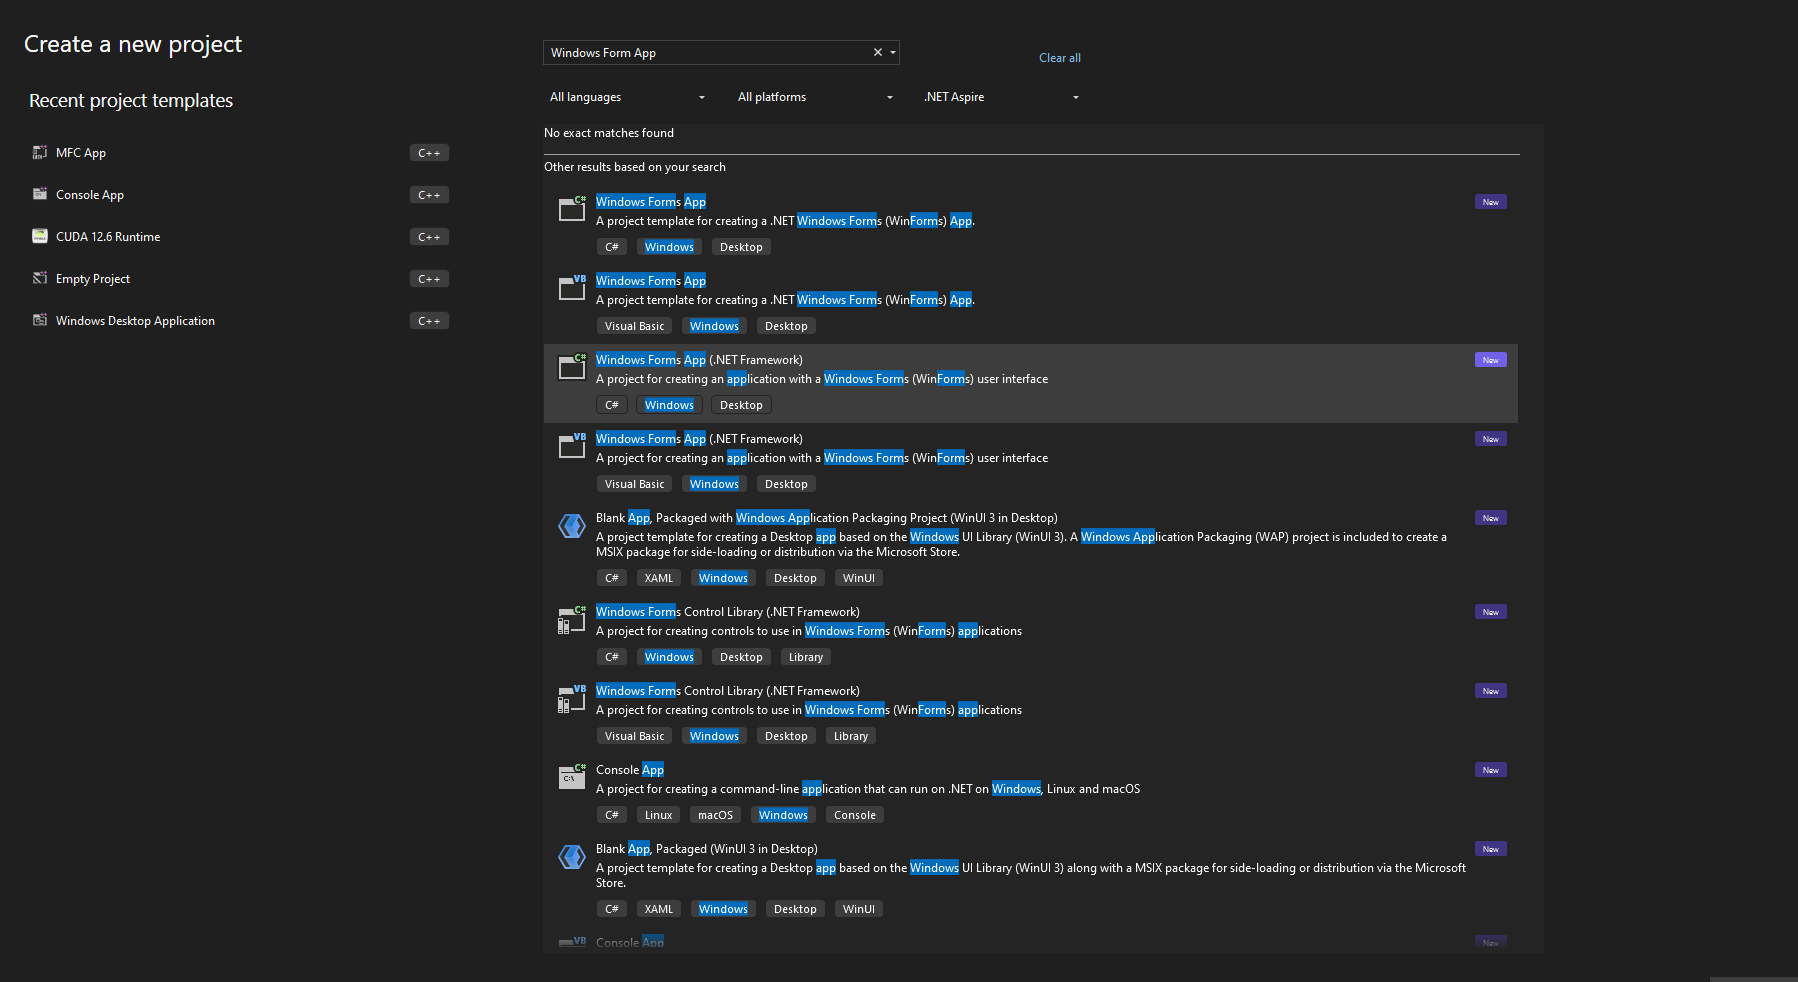 Create a new project
Recent project templates
MFC App
C++
Console App
C++
CUDA 12.6 Runtime
C++
Empty Project
C++
Windows Desktop Application
C++
Windows Form App
Clear all
All languages
All platforms
.NET Aspire
No exact matches found
Other results based on your search
Windows Forms App
New
A project template for creating a .NET Windows Forms (WinForms) App.
C# Windows Desktop
Windows Forms App
A project template for creating a .NET Windows Forms (WinForms) App.
Visual Basic Windows Desktop
Windows Forms App (.NET Framework)
New
A project for creating an application with a Windows Forms (WinForms) user interface
C# Windows Desktop
Windows Forms App (.NET Framework)
New
A project for creating an application with a Windows Forms (WinForms) user interface
Visual Basic Windows Desktop
Blank App, Packaged with Windows Application Packaging Project (WinUI 3 in Desktop)
New
A project template for creating a Desktop app based on the Windows UI Library (WinUI 3). A Windows Application Packaging (WAP) project is included to create a
MSIX package for side-loading or distribution via the Microsoft Store.
C# XAML Windows Desktop WinUI
Windows Forms Control Library (.NET Framework)
New
A project for creating controls to use in Windows Forms (WinForms) applications
C# Windows Desktop Library
Windows Forms Control Library (.NET Framework)
New
A project for creating controls to use in Windows Forms (WinForms) applications
Visual Basic Windows Desktop Library
Console App
New
A project for creating a command-line application that can run on .NET on Windows, Linux and macOS
C# Linux macOS Windows Console
Blank App, Packaged (WinUI 3 in Desktop)
New
A project template for creating a Desktop app based on the Windows UI Library (WinUI 3) along with a MSIX package for side-loading or distribution via the Microsoft
Store.
C# XAML Windows Desktop WinUI
Console App
New